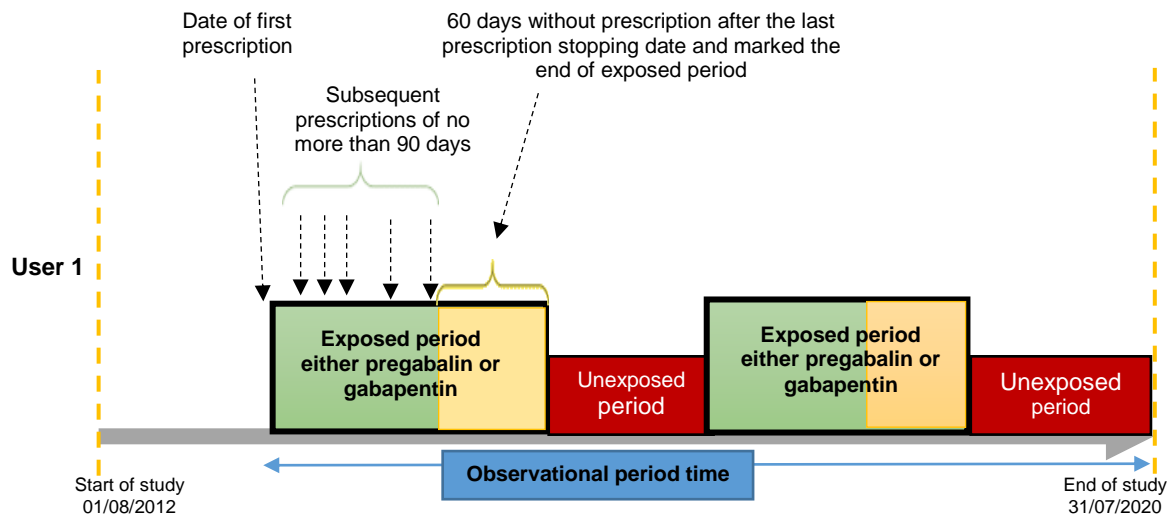 Date of first
prescription
60 days without prescription after the last
prescription stopping date and marked the
end of exposed period
Subsequent
prescriptions of no
more than 90 days
User 1
Exposed period
either pregabalin or
gabapentin
Unexposed
period
Exposed period
either pregabalin or
gabapentin
Unexposed
period
Observational period time
Start of study
01/08/2012
End of study
31/07/2020